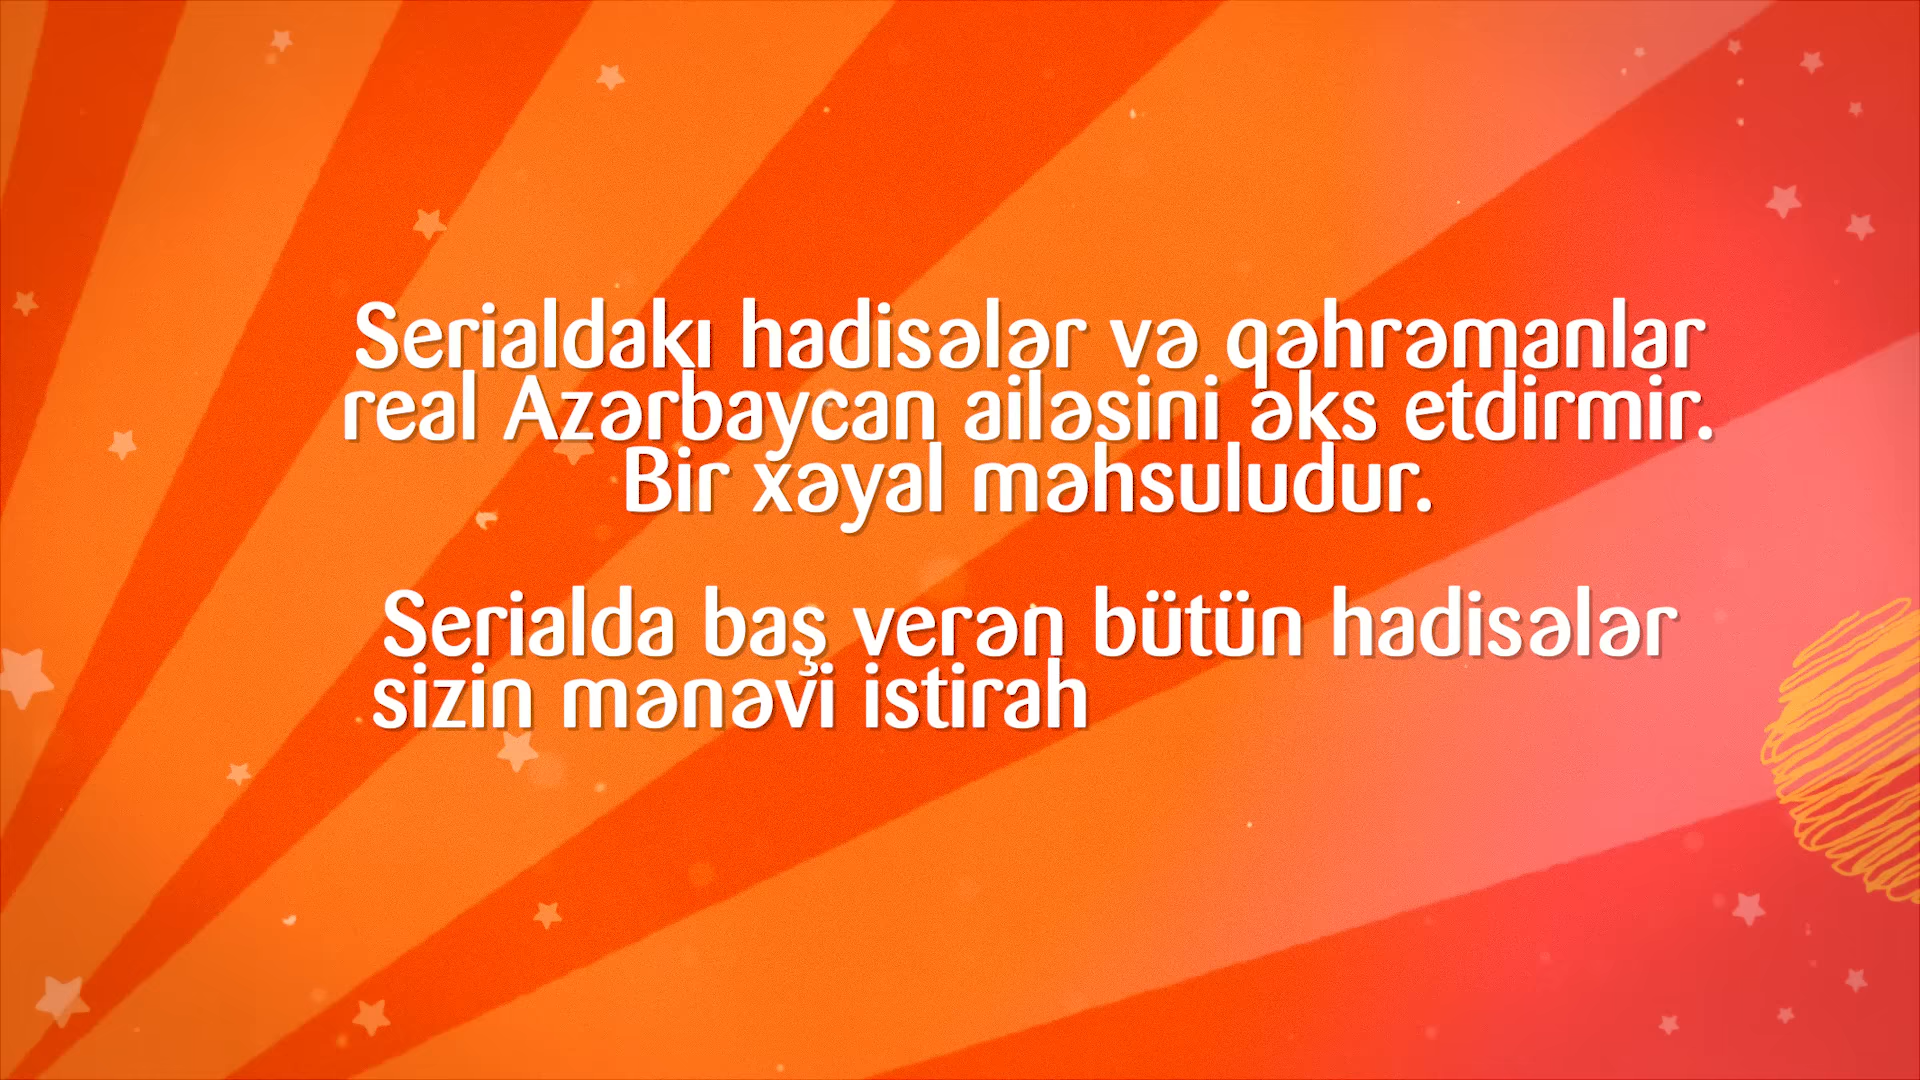 Serialdakı hadisələr və qəhrəmanlar
real Azərbaycan ailəsini əks etdirmir.
Bir xəyal məhsuludur.
Serialda baş verən bütün hadisələr
sizin mənəvi istirah